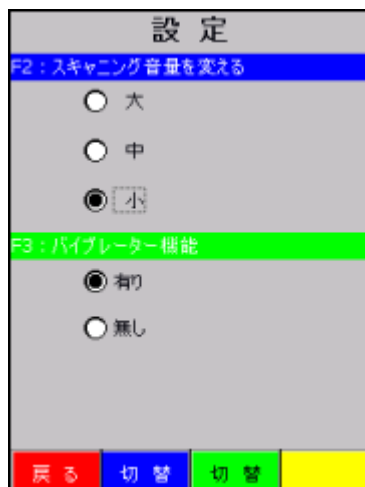 設 定
F2：スキャニング音量を変える
大
中
小
F3：バイブレーター機能
有り
無し
戻る 切替 切替